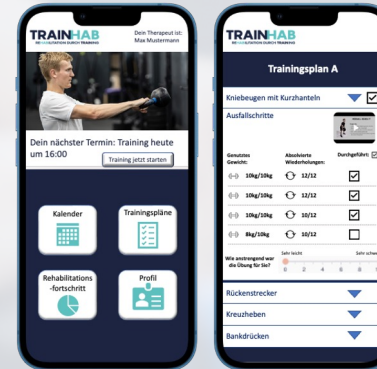 TRAINHAB
REHABILITATION DURCH TRAINING
Dein Therapeut ist:
Max Mustermann
Dein nächster Termin: Training heute
um 16:00
Training jetzt starten
Kalender
Trainingspläne
Rehabilitations
-fortschritt
Profil
TRAINHAB
REHABILITATION DURCH TRAINING
Trainingsplan A
Kniebeugen mit Kurzhanteln
Ausfallschritte
Genutztes
Gewicht:
Absolvierte
Wiederholungen:
Durchgeführt:
10kg/10kg
12/12
10kg/10kg
12/12
10kg/10kg
10/12
8kg/10kg
10/12
Wie anstrengend war
die Übung für Sie?
Sehr leicht
Sehr schwe
0 2 4 6 8
Rückenstrecker
Kreuzheben
Bankdrücken